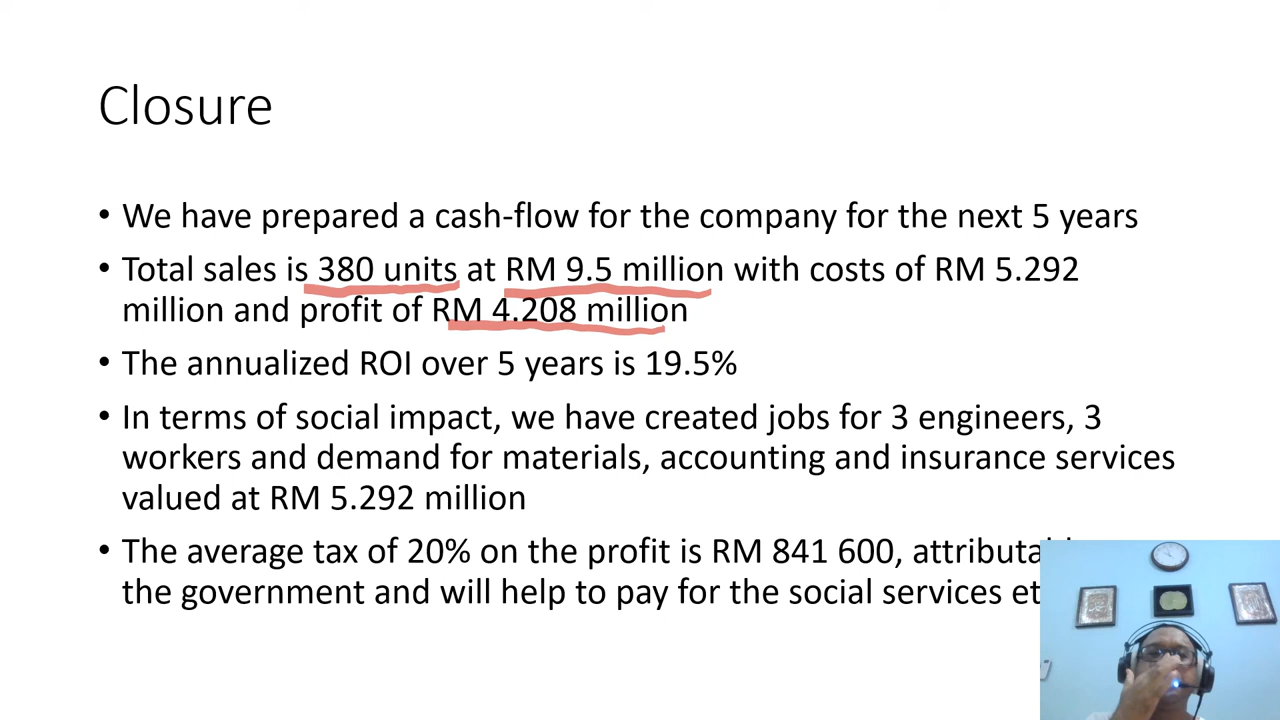 Closure
• We have prepared a cash-flow for the company for the next 5 years
• Total sales is 380 units at RM 9.5 million with costs of RM 5.292
million and profit of RM 4.208 million
• The annualized ROI over 5 years is 19.5%
• In terms of social impact, we have created jobs for 3 engineers, 3
workers and demand for materials, accounting and insurance services
valued at RM 5.292 million
• The average tax of 20% on the profit is RM 841 600,
the government and will help to pay for the social services